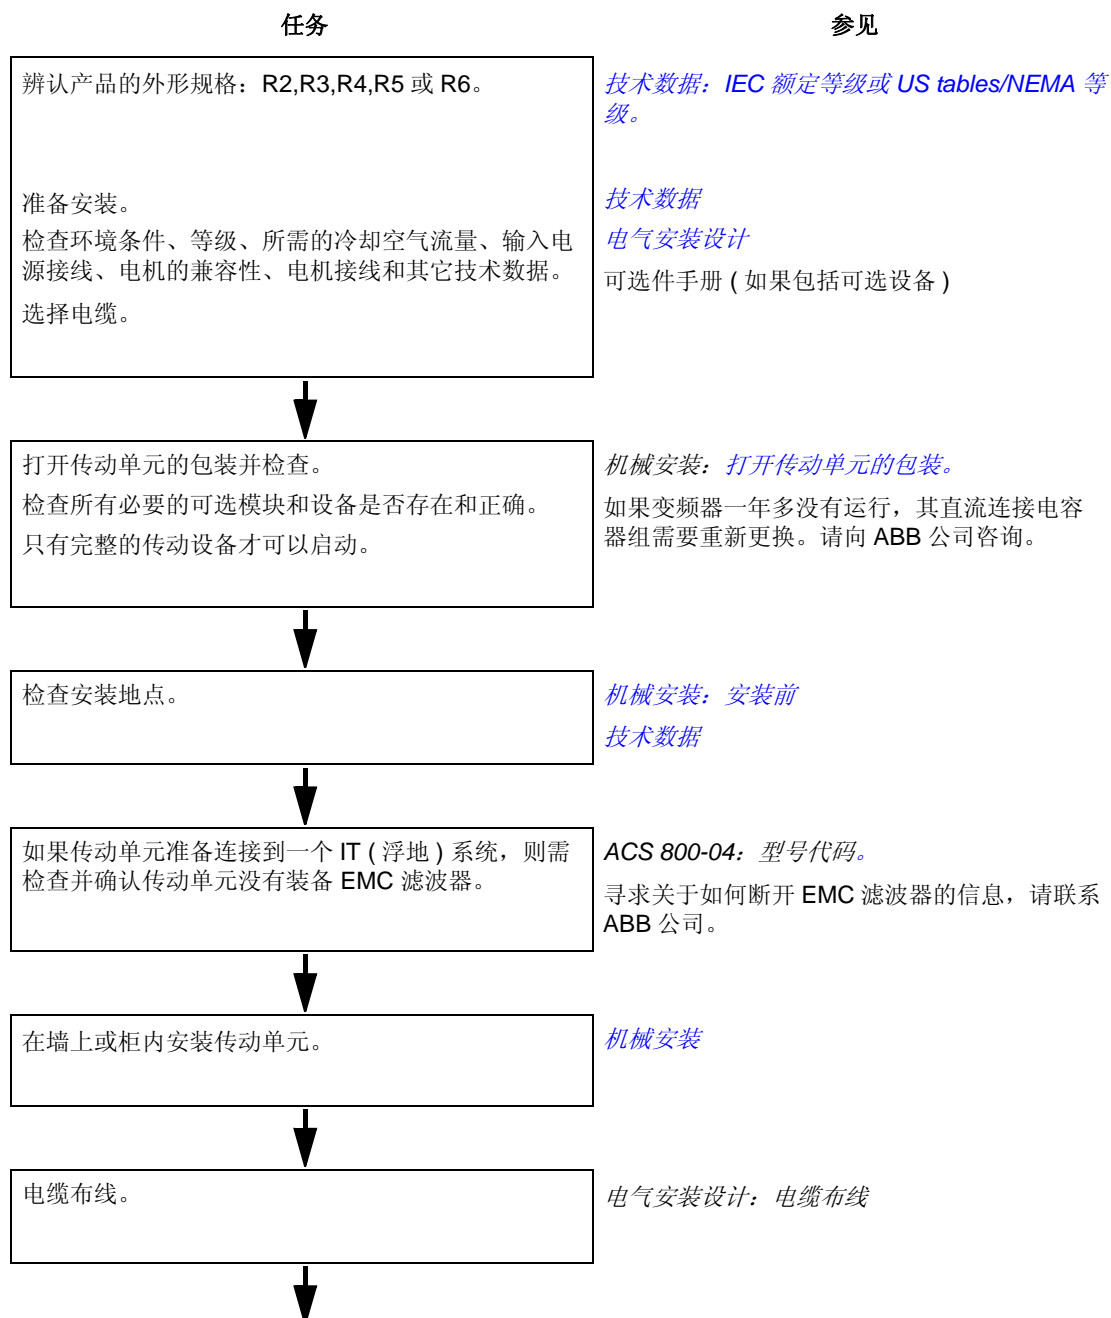 任务
参见
辨认产品的外形规格：R2,R3,R4,R5 或 R6。
技术数据：IEC 额定等级或 US tables/NEMA 等
级。
准备安装。
检查环境条件、等级、所需的冷却空气流量、输入电
源接线、电机的兼容性、电机接线和其它技术数据。
选择电缆。
技术数据
电气安装设计
可选件手册 ( 如果包括可选设备 )
打开传动单元的包装并检查。
检查所有必要的可选模块和设备是否存在和正确。
只有完整的传动设备才可以启动。
机械安装：打开传动单元的包装。
如果变频器一年多没有运行，其直流连接电容
器组需要重新更换。请向 ABB 公司咨询。
检查安装地点。
机械安装：安装前
技术数据
如果传动单元准备连接到一个 IT ( 浮地 ) 系统，则需
检查并确认传动单元没有装备 EMC 滤波器。
ACS 800-04：型号代码。
寻求关于如何断开 EMC 滤波器的信息，请联系
ABB 公司。
在墙上或柜内安装传动单元。
机械安装
电缆布线。
电气安装设计：电缆布线